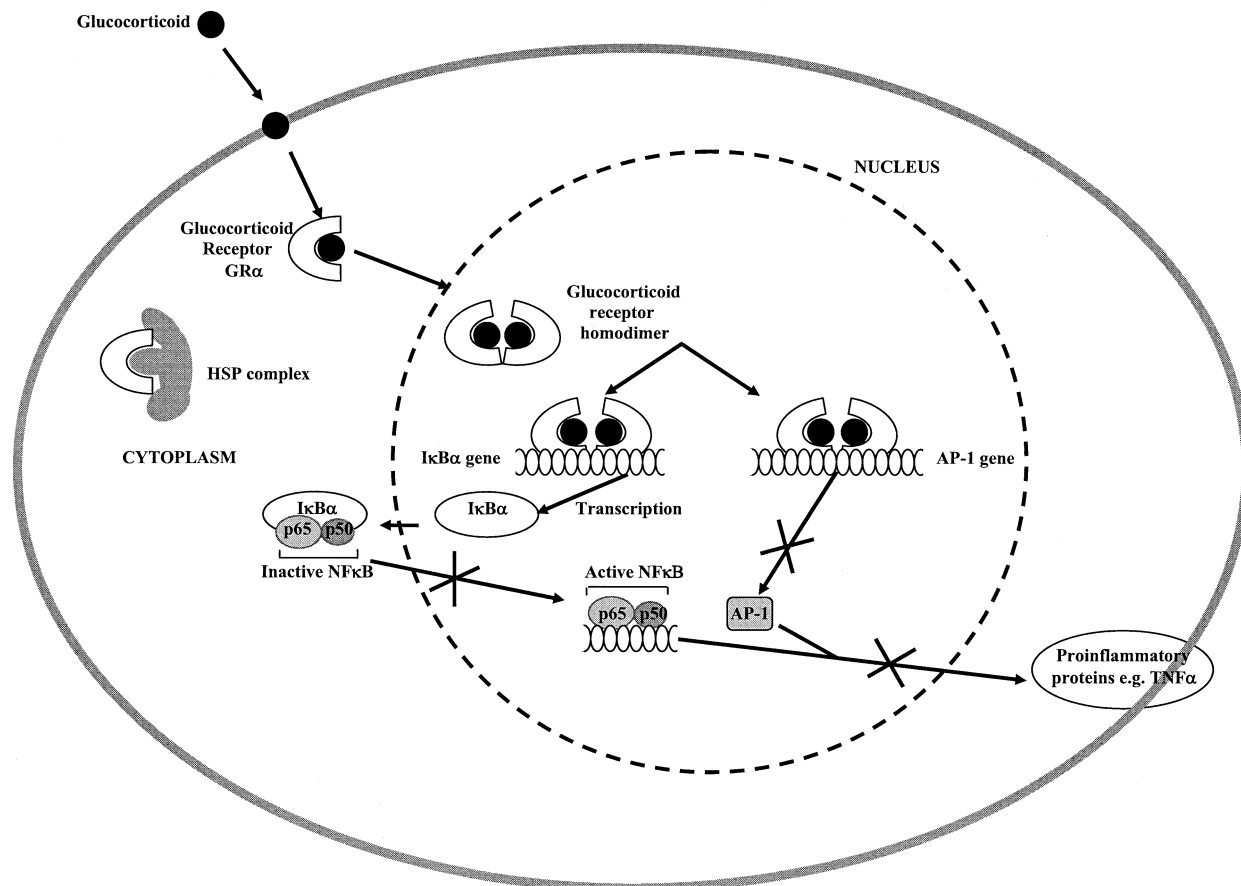 Glucocorticoid
NUCLEUS
Glucocorticoid
Receptor
GRα
Glucocorticoid
receptor
homodimer
HSP complex
CYTOPLASM
IκBα gene
AP-1 gene
IκBα
p65 p50
Inactive NFκB
IκBα
Transcription
Active NFκB
p65 p50
AP-1
Proinflammatory
proteins e.g. TNFα